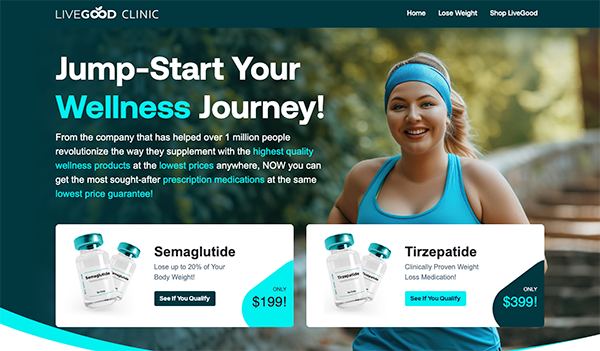 LIVEGOOD CLINIC
Home Lose Weight Shop LiveGood
Jump-Start Your
Wellness Journey!
From the company that has helped over 1 million people
revolutionize the way they supplement with the highest quality
wellness products at the lowest prices anywhere, NOW you can
get the most sought-after prescription medications at the same
lowest price guarantee!
Semaglutide
Semaglutide
Semaglutide
Lose up to 20% of Your
Body Weight!
See If You Qualify
ONLY
$199!
Tirzepatide
Tirzepatide
Tirzepatide
Clinically Proven Weight
Loss Medication!
See If You Qualify
ONLY
$399!